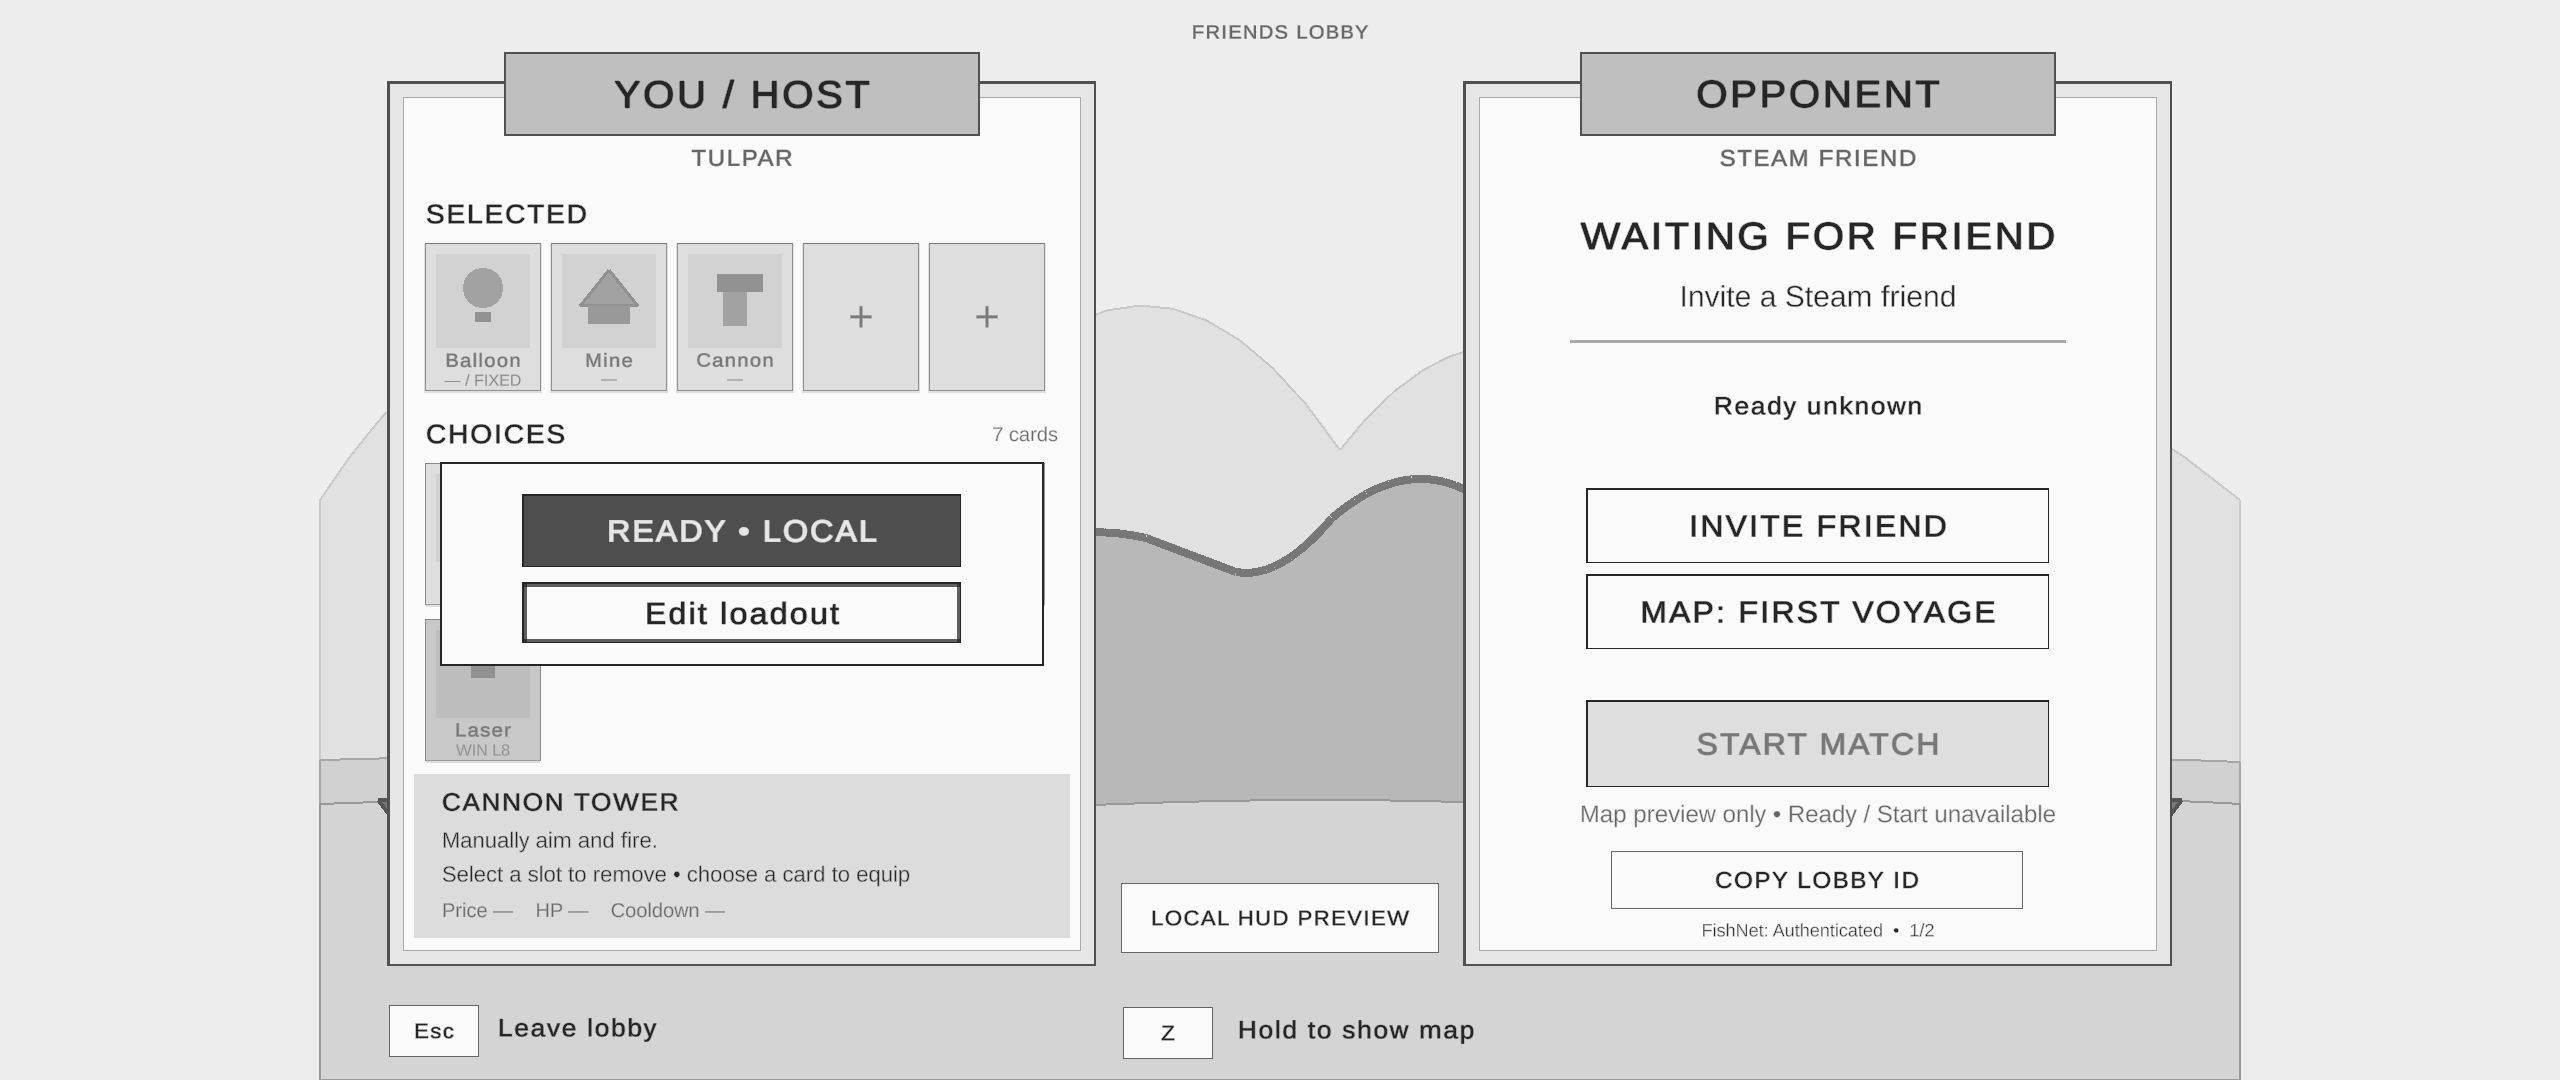 FRIENDS LOBBY
YOU / HOST
TULPAR
SELECTED
Balloon
— / FIXED
Mine
—
Cannon
—
+
+
CHOICES
7 cards
READY • LOCAL
Edit loadout
Laser
WIN L8
CANNON TOWER
Manually aim and fire.
Select a slot to remove • choose a card to equip
Price — HP — Cooldown —
OPPONENT
STEAM FRIEND
WAITING FOR FRIEND
Invite a Steam friend
Ready unknown
INVITE FRIEND
MAP: FIRST VOYAGE
START MATCH
Map preview only • Ready / Start unavailable
COPY LOBBY ID
FishNet: Authenticated • 1/2
LOCAL HUD PREVIEW
Esc Leave lobby
Z Hold to show map